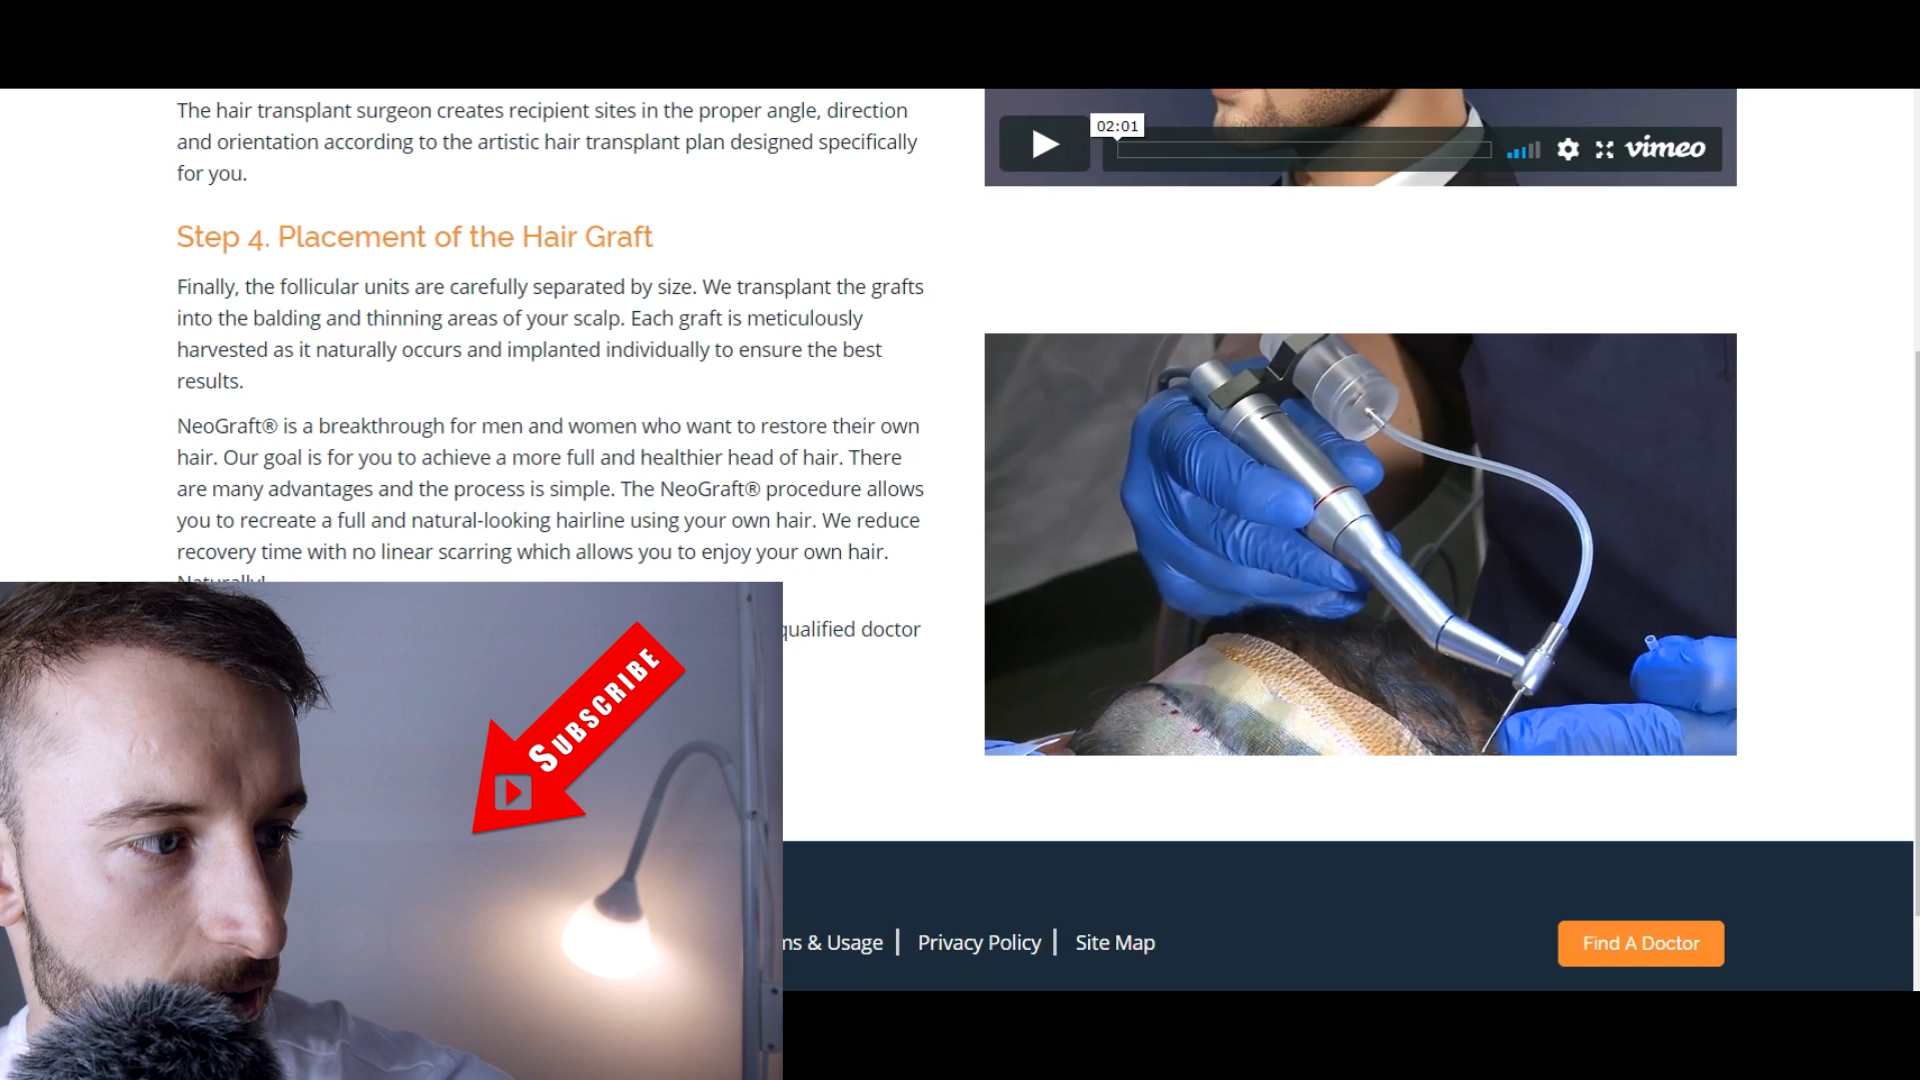 The hair transplant surgeon creates recipient sites in the proper angle, direction
and orientation according to the artistic hair transplant plan designed specifically
for you.
Step 4. Placement of the Hair Graft
Finally, the follicular units are carefully separated by size. We transplant the grafts
into the balding and thinning areas of your scalp. Each graft is meticulously
harvested as it naturally occurs and implanted individually to ensure the best
results.
NeoGraft® is a breakthrough for men and women who want to restore their own
hair. Our goal is for you to achieve a more full and healthier head of hair. There
are many advantages and the process is simple. The NeoGraft® procedure allows
you to recreate a full and natural-looking hairline using your own hair. We reduce
recovery time with no linear scarring which allows you to enjoy your own hair.
Naturally!
qualified doctor
02:01
vimeo
SUBSCRIBE
ms & Usage | Privacy Policy | Site Map
Find A Doctor